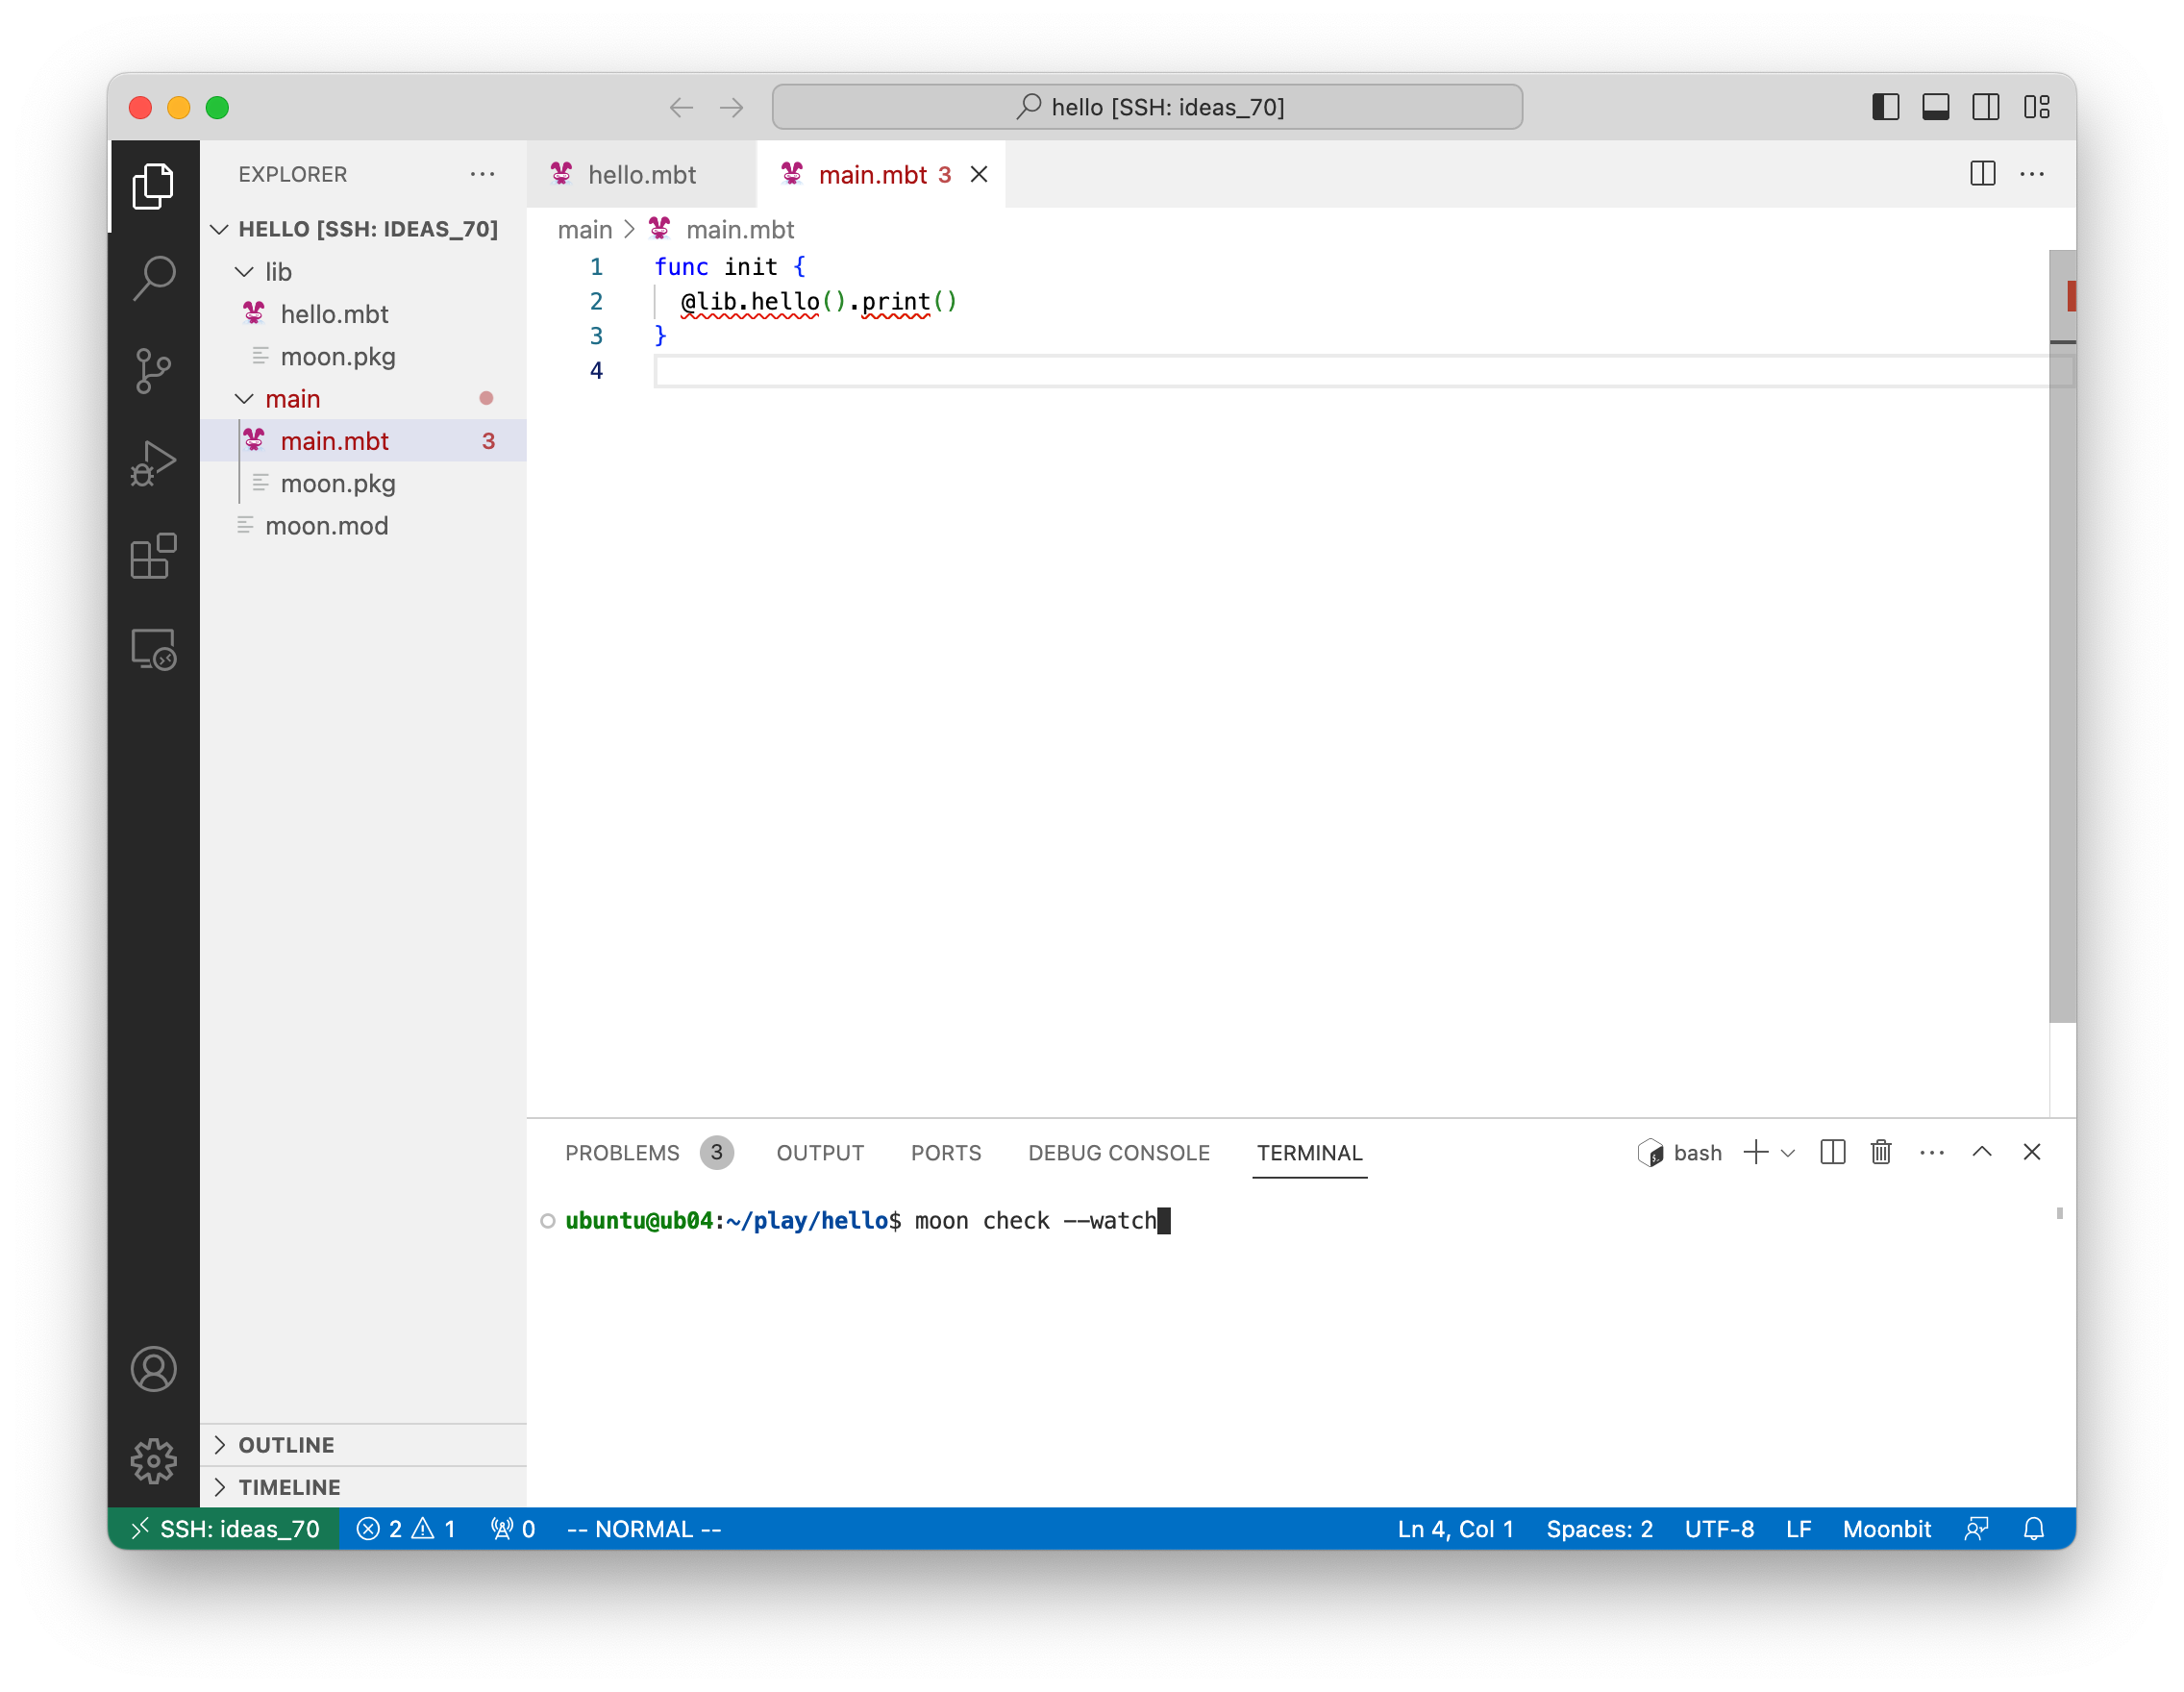 hello [SSH: ideas_70]
EXPLORER
HELLO [SSH: IDEAS_70]
lib
hello.mbt
moon.pkg
main
main.mbt 3
moon.pkg
moon.mod
OUTLINE
TIMELINE
hello.mbt
main.mbt 3
main > main.mbt
1 func init {
2 @lib.hello().print()
3 }
4
PROBLEMS 3 OUTPUT PORTS DEBUG CONSOLE TERMINAL bash
ubuntu@ub04:~/play/hello$ moon check --watch
SSH: ideas_70 2 1 0 -- NORMAL -- Ln 4, Col 1 Spaces: 2 UTF-8 LF Moonbit